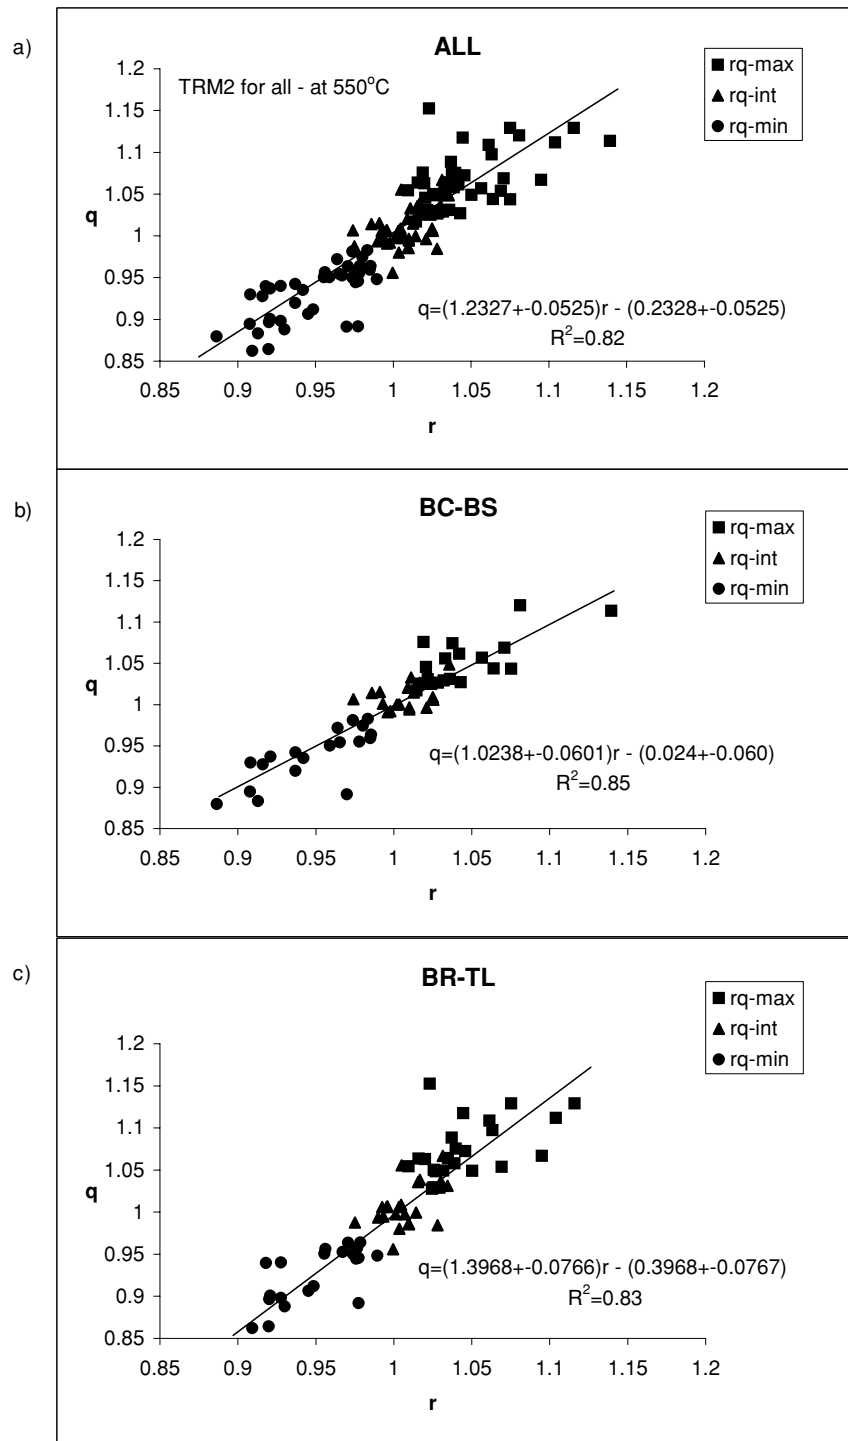 a)
ALL
TRM2 for all - at 550°C
rq-max
rq-int
rq-min
1.2
1.15
1.1
1.05
1
0.95
0.9
0.85
q
q=(1.2327+-0.0525)r - (0.2328+-0.0525)
R²=0.82
0.85 0.9 0.95 1 1.05 1.1 1.15 1.2
r
b)
BC-BS
rq-max
rq-int
rq-min
1.2
1.15
1.1
1.05
1
0.95
0.9
0.85
q
q=(1.0238+-0.0601)r - (0.024+-0.060)
R²=0.85
0.85 0.9 0.95 1 1.05 1.1 1.15 1.2
r
c)
BR-TL
rq-max
rq-int
rq-min
1.2
1.15
1.1
1.05
1
0.95
0.9
0.85
q
q=(1.3968+-0.0766)r - (0.3968+-0.0767)
R²=0.83
0.85 0.9 0.95 1 1.05 1.1 1.15 1.2
r